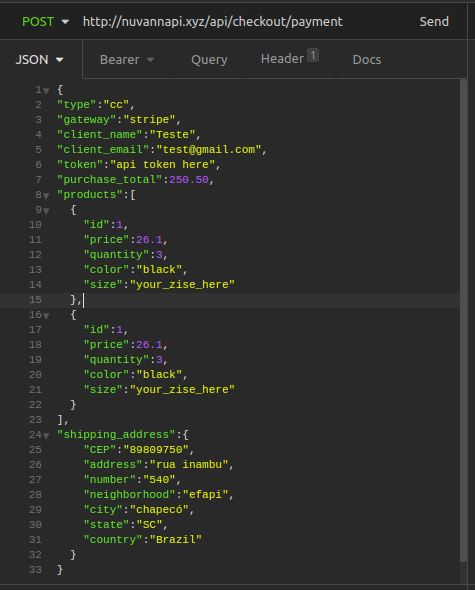 POST http://nuvannapi.xyz/api/checkout/payment Send
JSON Bearer Query Header 1 Docs
1 {
2 "type":"cc",
3 "gateway":"stripe",
4 "client_name":"Teste",
5 "client_email":"test@gmail.com",
6 "token":"api token here",
7 "purchase_total":250.50,
8 "products":[
9 {
10 "id":1,
11 "price":26.1,
12 "quantity":3,
13 "color":"black",
14 "size":"your_zise_here"
15 },
16 {
17 "id":1,
18 "price":26.1,
19 "quantity":3,
20 "color":"black",
21 "size":"your_zise_here"
22 }
23 ],
24 "shipping_address":{
25 "CEP":"89809750",
26 "address":"rua inambu",
27 "number":"540",
28 "neighborhood":"efapi",
29 "city":"chapecó",
30 "state":"SC",
31 "country":"Brazil"
32 }
33 }